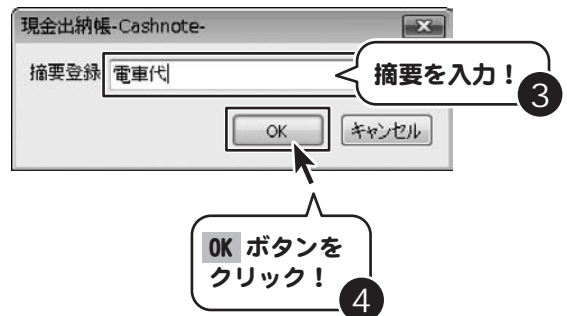 現金出納帳-Cashnote-
摘要登録 電車代
摘要を入力！
3
OK キャンセル
OK ボタンを
クリック！
4